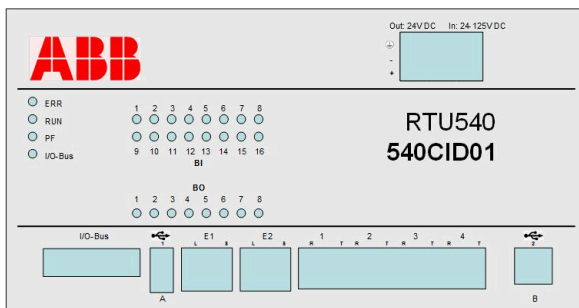 Out: 24V DC In: 24-125V DC
ABB
-
+
ERR
RUN
PF
I/O-Bus
1 2 3 4 5 6 7 8
9 10 11 12 13 14 15 16
BI
BO
1 2 3 4 5 6 7 8
RTU540
540CID01
I/O-Bus E1 E2 1 2 3 4
1 L S L S R T R T R T R T 2
A B